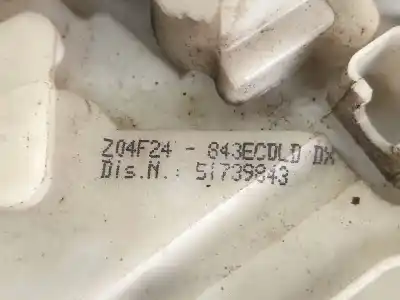 Z04F24 - 843ECDLD DX
Dis.N.: 51739843